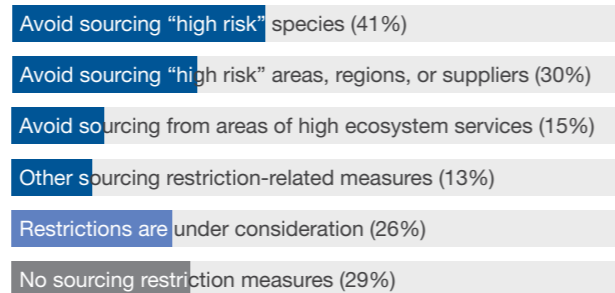 Avoid sourcing “high risk” species (41%)
Avoid sourcing “high risk” areas, regions, or suppliers (30%)
Avoid sourcing from areas of high ecosystem services (15%)
Other sourcing restriction-related measures (13%)
Restrictions are under consideration (26%)
No sourcing restriction measures (29%)